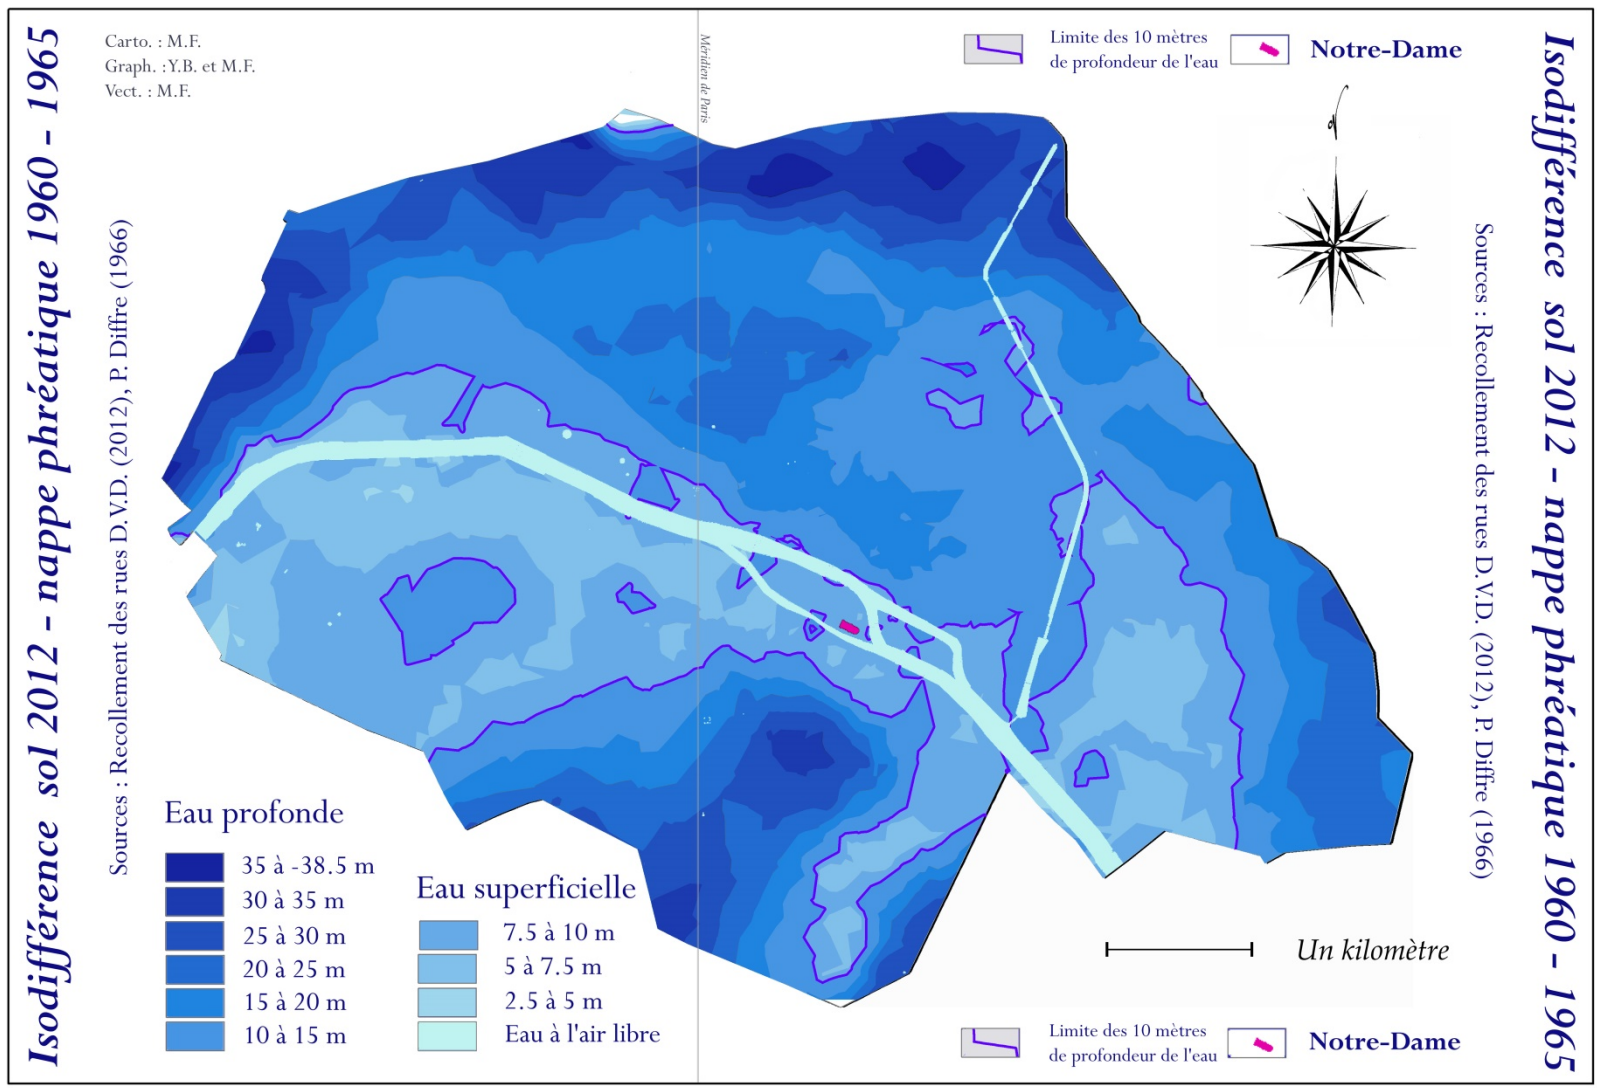 Isodifférence sol 2012 - nappe phréatique 1960 - 1965
Sources : Recollement des rues D.V.D. (2012), P. Diffre (1966)
Carto. : M.F.
Graph. :Y.B. et M.F.
Vect. : M.F.
Méridien de Paris
Limite des 10 mètres
de profondeur de l'eau
Notre-Dame
Eau profonde
35 à -38.5 m
30 à 35 m
25 à 30 m
20 à 25 m
15 à 20 m
10 à 15 m
Eau superficielle
7.5 à 10 m
5 à 7.5 m
2.5 à 5 m
Eau à l'air libre
Un kilomètre
Limite des 10 mètres
de profondeur de l'eau
Notre-Dame
Sources : Recollement des rues D.V.D. (2012), P. Diffre (1966)
Isodifférence sol 2012 - nappe phréatique 1960 - 1965